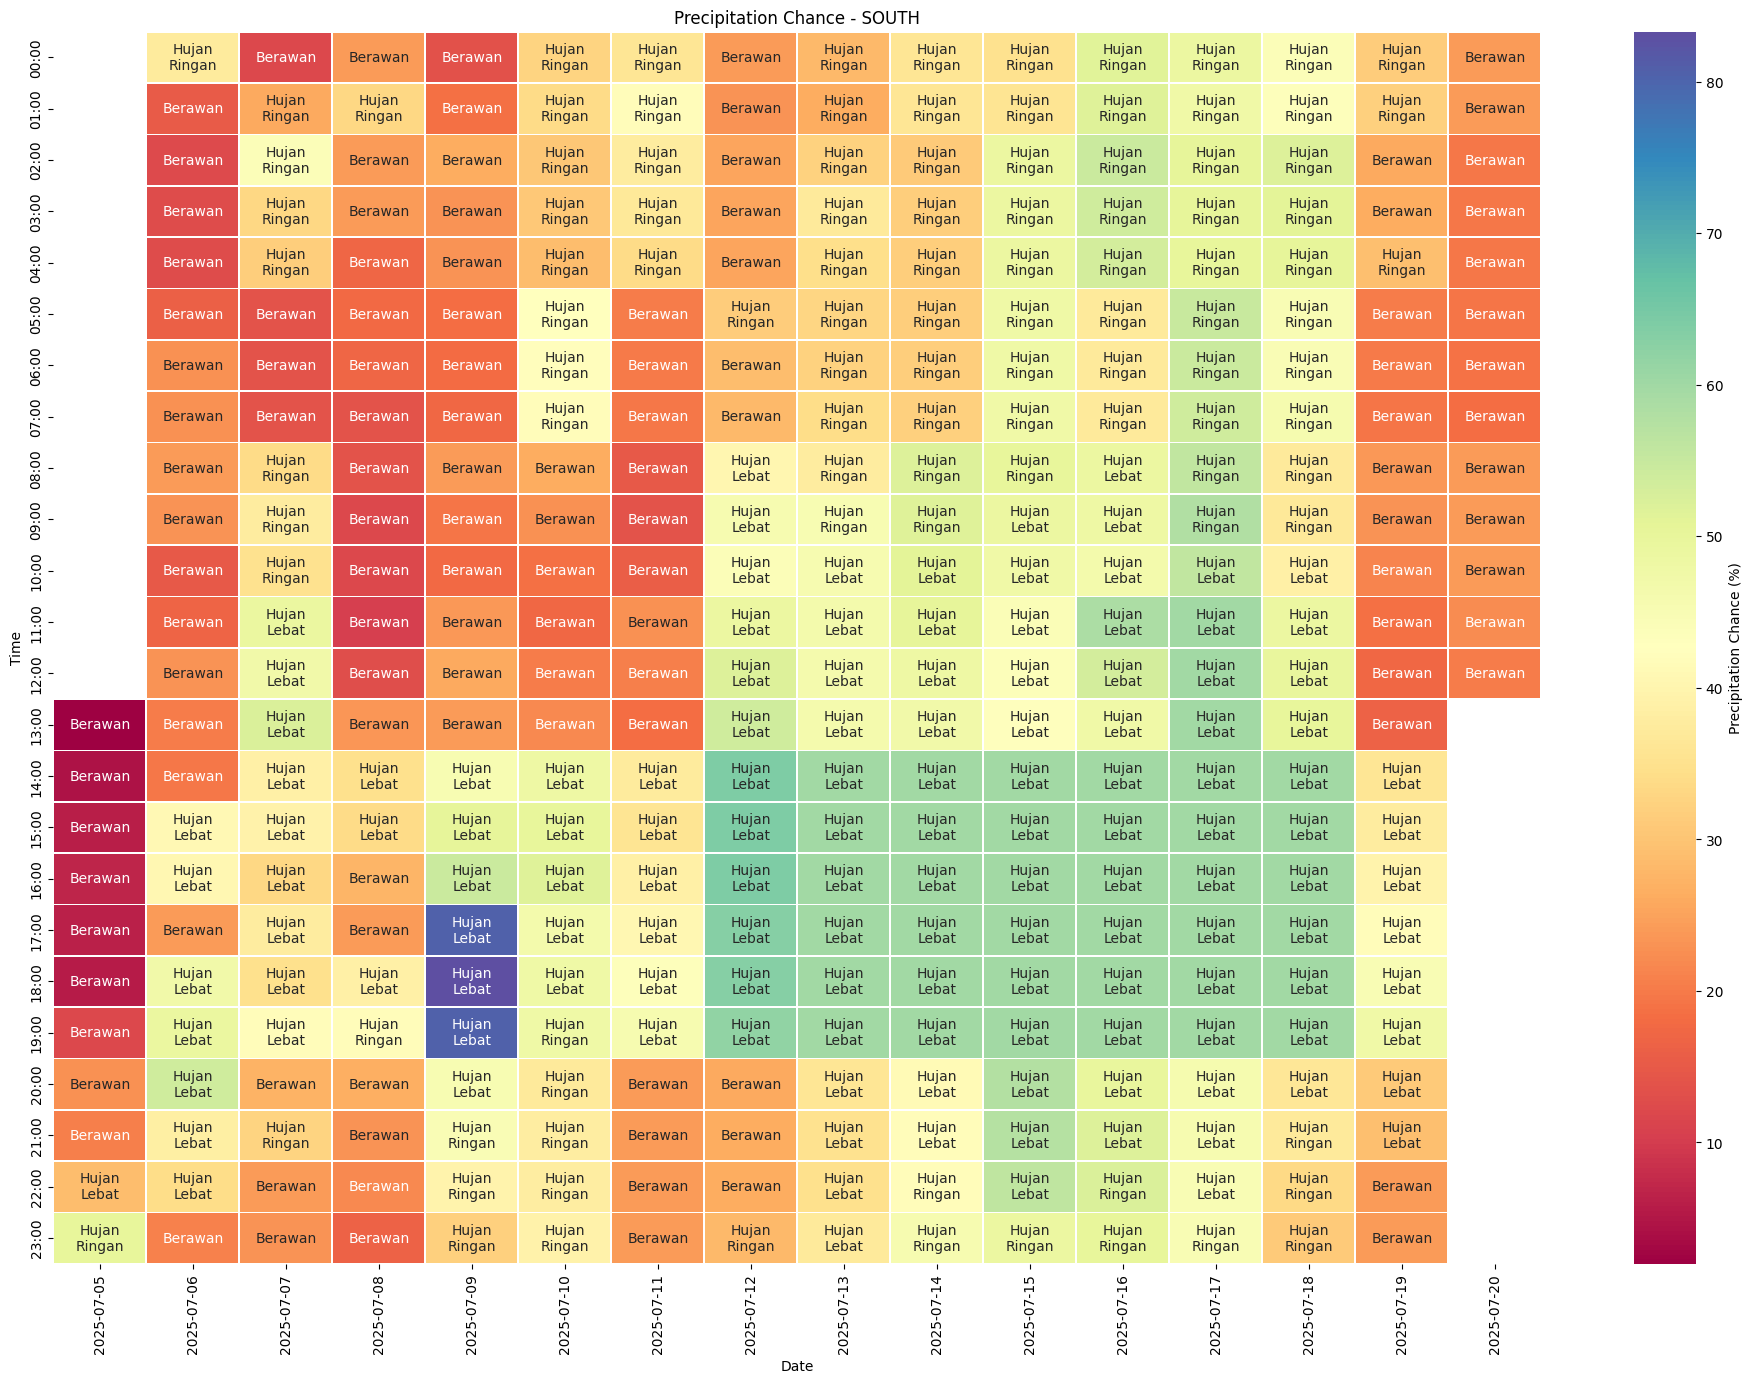 Precipitation Chance - SOUTH
00:00
Hujan
Ringan
Berawan
Berawan
Berawan
Hujan
Ringan
Hujan
Ringan
Berawan
Hujan
Ringan
Hujan
Ringan
Hujan
Ringan
Hujan
Ringan
Hujan
Ringan
Hujan
Ringan
Hujan
Ringan
Berawan
01:00
Berawan
Hujan
Ringan
Hujan
Ringan
Berawan
Hujan
Ringan
Hujan
Ringan
Berawan
Hujan
Ringan
Hujan
Ringan
Hujan
Ringan
Hujan
Ringan
Hujan
Ringan
Hujan
Ringan
Hujan
Ringan
Berawan
02:00
Berawan
Hujan
Ringan
Berawan
Berawan
Hujan
Ringan
Hujan
Ringan
Berawan
Hujan
Ringan
Hujan
Ringan
Hujan
Ringan
Hujan
Ringan
Hujan
Ringan
Hujan
Ringan
Berawan
Berawan
03:00
Berawan
Hujan
Ringan
Berawan
Berawan
Hujan
Ringan
Hujan
Ringan
Berawan
Hujan
Ringan
Hujan
Ringan
Hujan
Ringan
Hujan
Ringan
Hujan
Ringan
Hujan
Ringan
Berawan
Berawan
04:00
Berawan
Hujan
Ringan
Berawan
Berawan
Hujan
Ringan
Hujan
Ringan
Berawan
Hujan
Ringan
Hujan
Ringan
Hujan
Ringan
Hujan
Ringan
Hujan
Ringan
Hujan
Ringan
Hujan
Ringan
Berawan
05:00
Berawan
Berawan
Berawan
Berawan
Hujan
Ringan
Berawan
Hujan
Ringan
Hujan
Ringan
Hujan
Ringan
Hujan
Ringan
Hujan
Ringan
Hujan
Ringan
Hujan
Ringan
Berawan
Berawan
06:00
Berawan
Berawan
Berawan
Berawan
Hujan
Ringan
Berawan
Berawan
Hujan
Ringan
Hujan
Ringan
Hujan
Ringan
Hujan
Ringan
Hujan
Ringan
Hujan
Ringan
Berawan
Berawan
07:00
Berawan
Berawan
Berawan
Berawan
Hujan
Ringan
Berawan
Berawan
Hujan
Ringan
Hujan
Ringan
Hujan
Ringan
Hujan
Ringan
Hujan
Ringan
Hujan
Ringan
Berawan
Berawan
08:00
Berawan
Hujan
Ringan
Berawan
Berawan
Berawan
Berawan
Hujan
Lebat
Hujan
Ringan
Hujan
Ringan
Hujan
Ringan
Hujan
Lebat
Hujan
Ringan
Hujan
Ringan
Berawan
Berawan
09:00
Berawan
Hujan
Ringan
Berawan
Berawan
Berawan
Berawan
Hujan
Lebat
Hujan
Ringan
Hujan
Ringan
Hujan
Lebat
Hujan
Lebat
Hujan
Ringan
Hujan
Ringan
Berawan
Berawan
10:00
Berawan
Hujan
Ringan
Berawan
Berawan
Berawan
Berawan
Hujan
Lebat
Hujan
Lebat
Hujan
Lebat
Hujan
Lebat
Hujan
Lebat
Hujan
Lebat
Hujan
Lebat
Berawan
Berawan
11:00
Berawan
Hujan
Lebat
Berawan
Berawan
Berawan
Berawan
Hujan
Lebat
Hujan
Lebat
Hujan
Lebat
Hujan
Lebat
Hujan
Lebat
Hujan
Lebat
Hujan
Lebat
Berawan
Berawan
12:00
Berawan
Hujan
Lebat
Berawan
Berawan
Berawan
Berawan
Hujan
Lebat
Hujan
Lebat
Hujan
Lebat
Hujan
Lebat
Hujan
Lebat
Hujan
Lebat
Hujan
Lebat
Berawan
Berawan
13:00
Berawan
Berawan
Hujan
Lebat
Berawan
Berawan
Berawan
Berawan
Hujan
Lebat
Hujan
Lebat
Hujan
Lebat
Hujan
Lebat
Hujan
Lebat
Hujan
Lebat
Hujan
Lebat
Berawan
14:00
Berawan
Berawan
Hujan
Lebat
Hujan
Lebat
Hujan
Lebat
Hujan
Lebat
Hujan
Lebat
Hujan
Lebat
Hujan
Lebat
Hujan
Lebat
Hujan
Lebat
Hujan
Lebat
Hujan
Lebat
Hujan
Lebat
Hujan
Lebat
15:00
Berawan
Hujan
Lebat
Hujan
Lebat
Hujan
Lebat
Hujan
Lebat
Hujan
Lebat
Hujan
Lebat
Hujan
Lebat
Hujan
Lebat
Hujan
Lebat
Hujan
Lebat
Hujan
Lebat
Hujan
Lebat
Hujan
Lebat
Hujan
Lebat
16:00
Berawan
Hujan
Lebat
Hujan
Lebat
Berawan
Hujan
Lebat
Hujan
Lebat
Hujan
Lebat
Hujan
Lebat
Hujan
Lebat
Hujan
Lebat
Hujan
Lebat
Hujan
Lebat
Hujan
Lebat
Hujan
Lebat
Hujan
Lebat
17:00
Berawan
Berawan
Hujan
Lebat
Berawan
Hujan
Lebat
Hujan
Lebat
Hujan
Lebat
Hujan
Lebat
Hujan
Lebat
Hujan
Lebat
Hujan
Lebat
Hujan
Lebat
Hujan
Lebat
Hujan
Lebat
Hujan
Lebat
18:00
Berawan
Hujan
Lebat
Hujan
Lebat
Hujan
Lebat
Hujan
Lebat
Hujan
Lebat
Hujan
Lebat
Hujan
Lebat
Hujan
Lebat
Hujan
Lebat
Hujan
Lebat
Hujan
Lebat
Hujan
Lebat
Hujan
Lebat
Hujan
Lebat
19:00
Berawan
Hujan
Lebat
Hujan
Lebat
Hujan
Ringan
Hujan
Lebat
Hujan
Ringan
Hujan
Lebat
Hujan
Lebat
Hujan
Lebat
Hujan
Lebat
Hujan
Lebat
Hujan
Lebat
Hujan
Lebat
Hujan
Lebat
Hujan
Lebat
20:00
Berawan
Hujan
Lebat
Berawan
Berawan
Hujan
Lebat
Hujan
Ringan
Berawan
Berawan
Hujan
Lebat
Hujan
Lebat
Hujan
Lebat
Hujan
Lebat
Hujan
Lebat
Hujan
Lebat
Hujan
Lebat
21:00
Berawan
Hujan
Lebat
Hujan
Ringan
Berawan
Hujan
Ringan
Hujan
Ringan
Berawan
Berawan
Hujan
Lebat
Hujan
Lebat
Hujan
Lebat
Hujan
Lebat
Hujan
Lebat
Hujan
Ringan
Hujan
Lebat
22:00
Hujan
Lebat
Hujan
Lebat
Berawan
Berawan
Hujan
Ringan
Hujan
Ringan
Berawan
Berawan
Hujan
Lebat
Hujan
Ringan
Hujan
Lebat
Hujan
Ringan
Hujan
Lebat
Hujan
Ringan
Berawan
23:00
Hujan
Ringan
Berawan
Berawan
Berawan
Hujan
Ringan
Hujan
Ringan
Berawan
Hujan
Ringan
Hujan
Lebat
Hujan
Ringan
Hujan
Ringan
Hujan
Ringan
Hujan
Ringan
Hujan
Ringan
Berawan
Time
2025-07-05
2025-07-06
2025-07-07
2025-07-08
2025-07-09
2025-07-10
2025-07-11
2025-07-12
2025-07-13
2025-07-14
2025-07-15
2025-07-16
2025-07-17
2025-07-18
2025-07-19
2025-07-20
Date
80
70
60
50
40
30
20
10
Precipitation Chance (%)